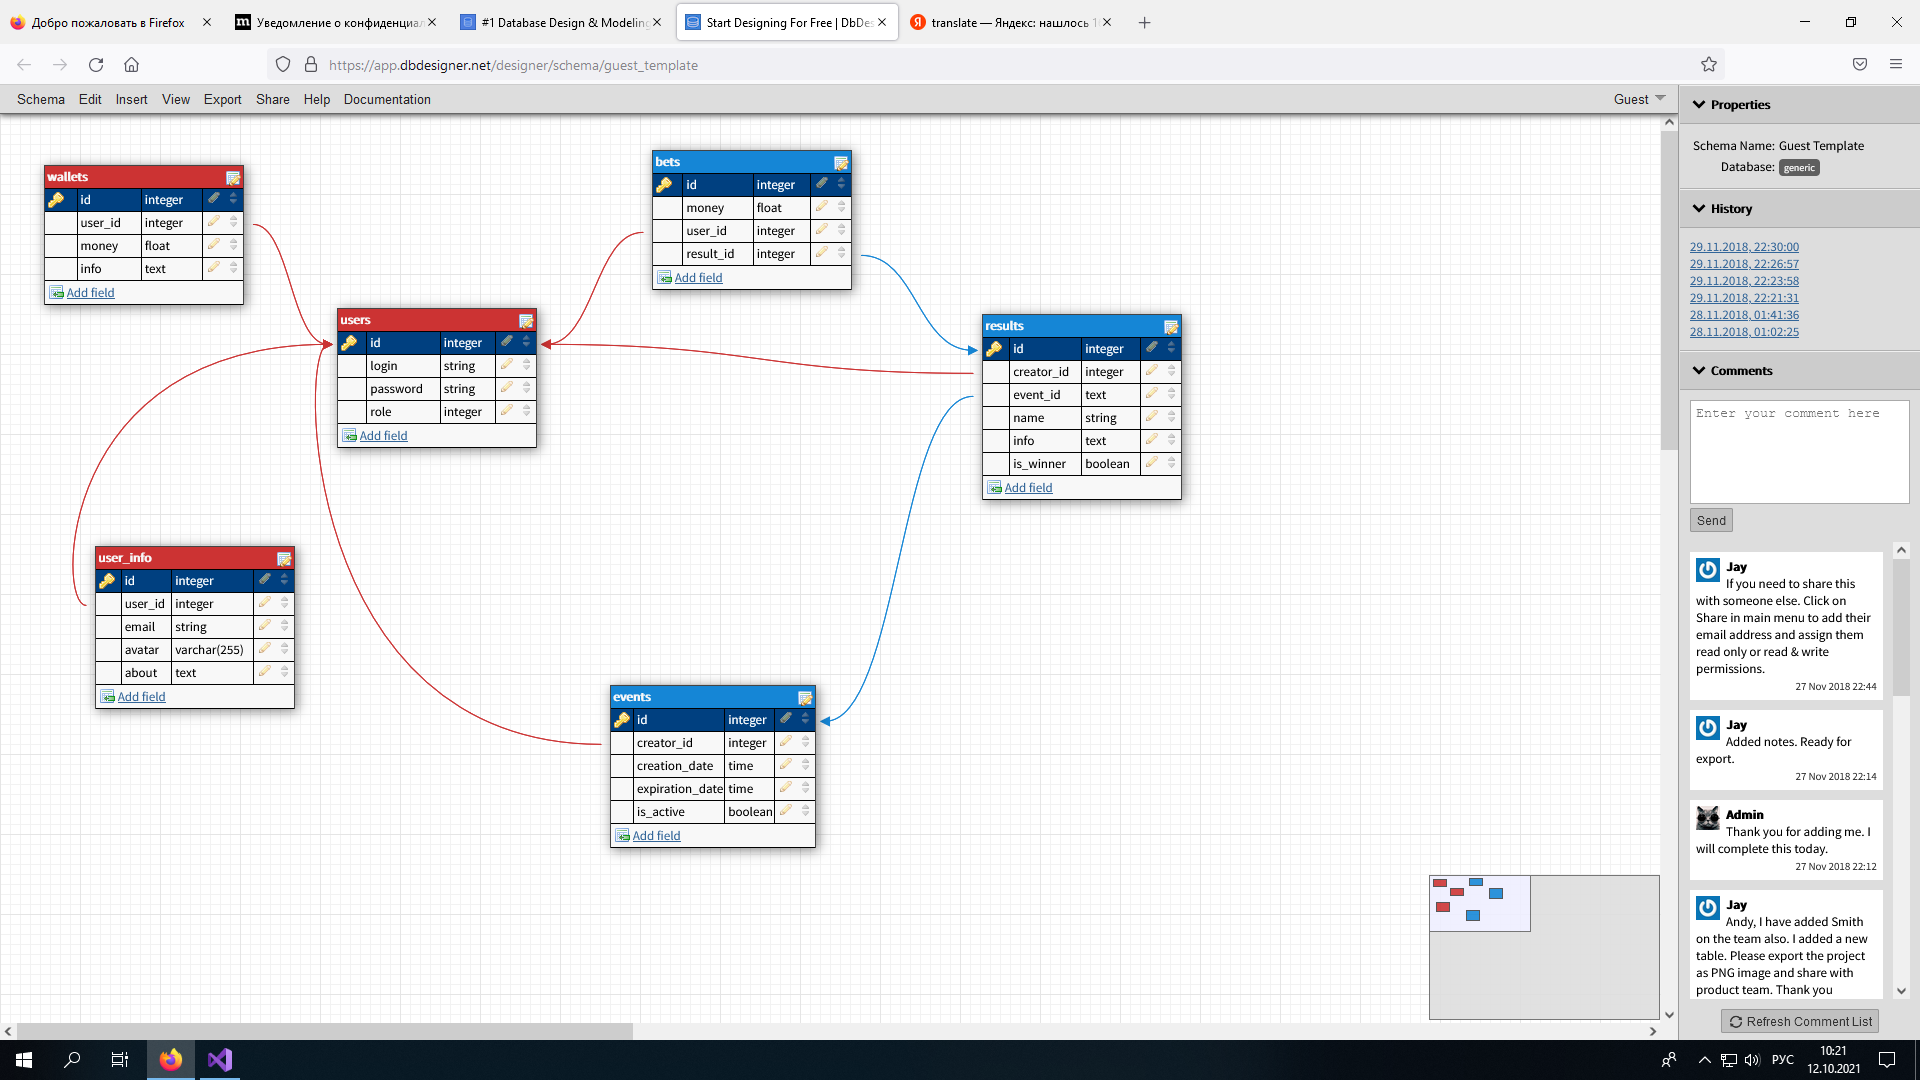 Добро пожаловать в Firefox
Уведомление о конфиденциал
#1 Database Design & Modeling
Start Designing For Free | DbDes
translate — Яндекс: нашлось 1
https://app.dbdesigner.net/designer/schema/guest_template
Schema Edit Insert View Export Share Help Documentation
Guest
wallets
id integer
user_id integer
money float
info text
Add field
bets
id integer
money float
user_id integer
result_id integer
Add field
users
id integer
login string
password string
role integer
Add field
results
id integer
creator_id integer
event_id text
name string
info text
is_winner boolean
Add field
user_info
id integer
user_id integer
email string
avatar varchar(255)
about text
Add field
events
id integer
creator_id integer
creation_date time
expiration_date time
is_active boolean
Add field
Properties
Schema Name: Guest Template
Database: generic
History
29.11.2018, 22:30:00
29.11.2018, 22:26:57
29.11.2018, 22:23:58
29.11.2018, 22:21:31
28.11.2018, 01:41:36
28.11.2018, 01:02:25
Comments
Enter your comment here
Send
Jay
If you need to share this
with someone else. Click on
Share in main menu to add their
email address and assign them
read only or read & write
permissions.
27 Nov 2018 22:44
Jay
Added notes. Ready for
export.
27 Nov 2018 22:14
Admin
Thank you for adding me. I
will complete this today.
27 Nov 2018 22:12
Jay
Andy, I have added Smith
on the team also. I added a new
table. Please export the project
as PNG image and share with
product team. Thank you
Refresh Comment List
РУС
10:21
12.10.2021